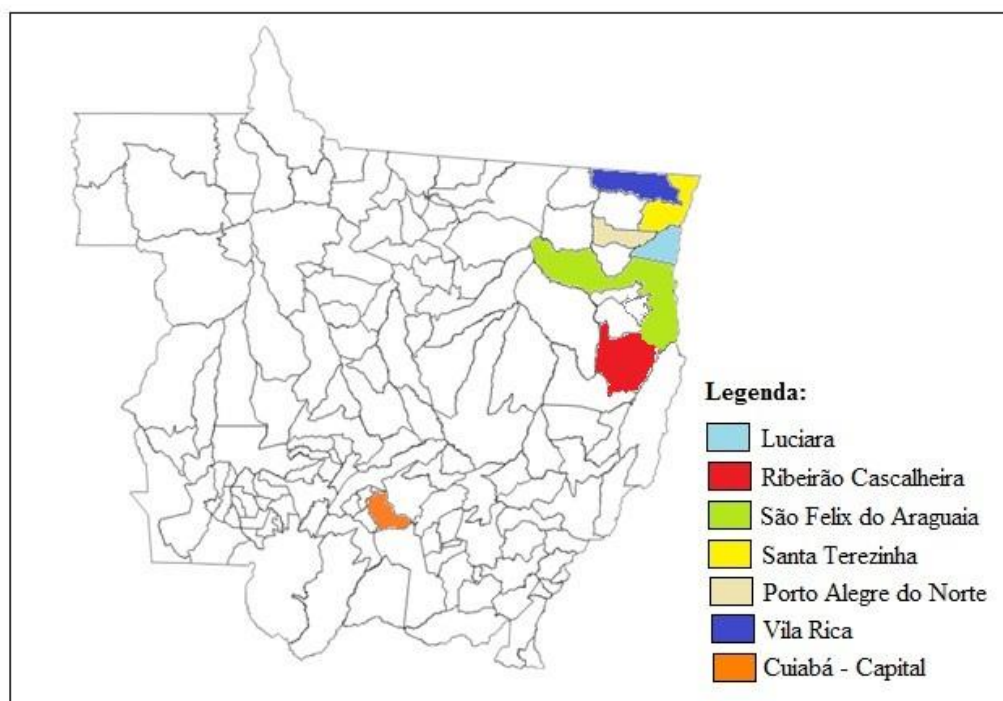 Legenda:
Luciara
Ribeirão Cascalheira
São Felix do Araguaia
Santa Terezinha
Porto Alegre do Norte
Vila Rica
Cuiabá - Capital